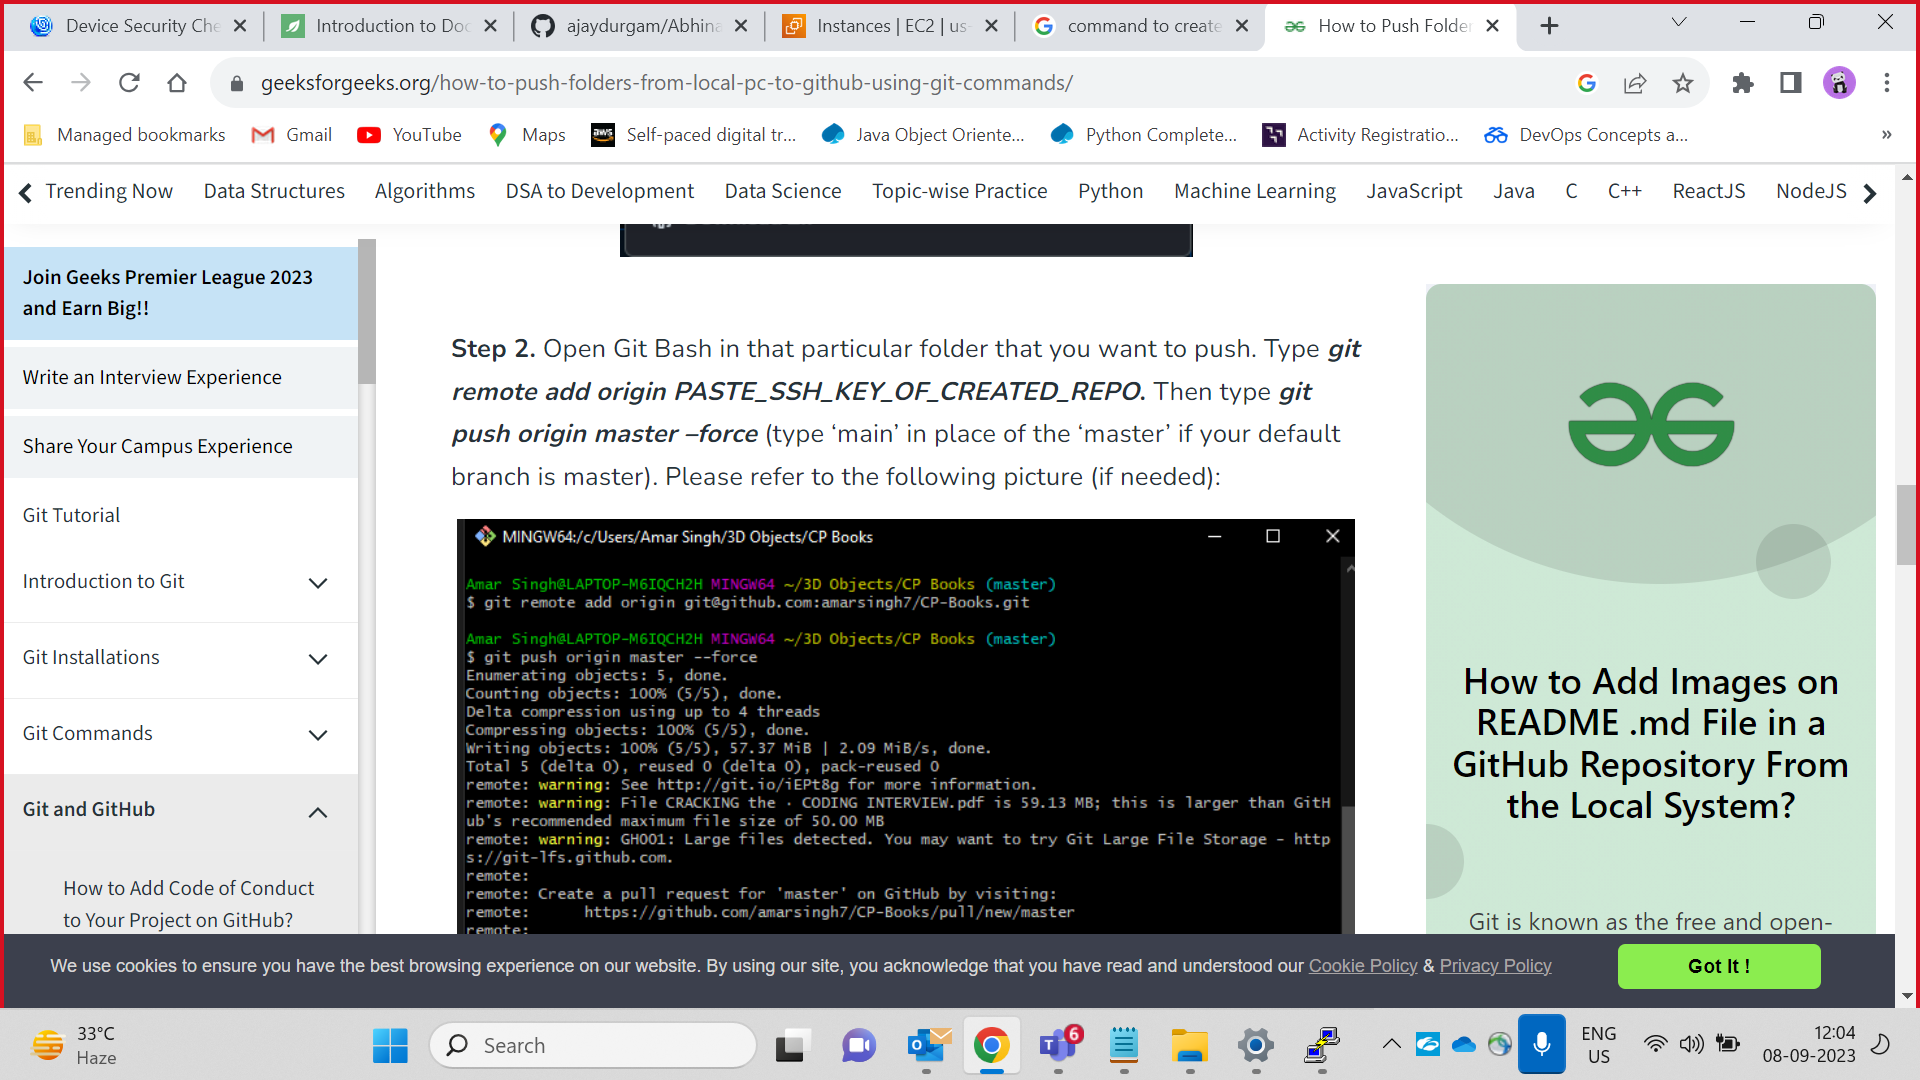 Device Security Che
Introduction to Doc
ajaydurgam/Abhina
Instances | EC2 | us-
command to create
How to Push Folder
geeksforgeeks.org/how-to-push-folders-from-local-pc-to-github-using-git-commands/
Managed bookmarks
Gmail
YouTube
Maps
Self-paced digital tr...
Java Object Oriente...
Python Complete...
Activity Registratio...
DevOps Concepts a...
»
Trending Now
Data Structures
Algorithms
DSA to Development
Data Science
Topic-wise Practice
Python
Machine Learning
JavaScript
Java
C
C++
ReactJS
NodeJS
Join Geeks Premier League 2023
and Earn Big!!
Write an Interview Experience
Share Your Campus Experience
Git Tutorial
Introduction to Git
Git Installations
Git Commands
Git and GitHub
How to Add Code of Conduct
to Your Project on GitHub?
Step 2. Open Git Bash in that particular folder that you want to push. Type git
remote add origin PASTE_SSH_KEY_OF_CREATED_REPO. Then type git
push origin master –force (type ‘main’ in place of the ‘master’ if your default
branch is master). Please refer to the following picture (if needed):
MINGW64:/c/Users/Amar Singh/3D Objects/CP Books
Amar Singh@LAPTOP-M6IQCH2H MINGW64 ~/3D Objects/CP Books (master)
$ git remote add origin git@github.com:amarsingh7/CP-Books.git
Amar Singh@LAPTOP-M6IQCH2H MINGW64 ~/3D Objects/CP Books (master)
$ git push origin master --force
Enumerating objects: 5, done.
Counting objects: 100% (5/5), done.
Delta compression using up to 4 threads
Compressing objects: 100% (5/5), done.
Writing objects: 100% (5/5), 57.37 MiB | 2.09 MiB/s, done.
Total 5 (delta 0), reused 0 (delta 0), pack-reused 0
remote: warning: See http://git.io/iEPt8g for more information.
remote: warning: File CRACKING the · CODING INTERVIEW.pdf is 59.13 MB; this is larger than GitH
ub's recommended maximum file size of 50.00 MB
remote: warning: GH001: Large files detected. You may want to try Git Large File Storage - http
s://git-lfs.github.com.
remote:
remote: Create a pull request for 'master' on GitHub by visiting:
remote:      https://github.com/amarsingh7/CP-Books/pull/new/master
remote:
How to Add Images on
README .md File in a
GitHub Repository From
the Local System?
Git is known as the free and open-
We use cookies to ensure you have the best browsing experience on our website. By using our site, you acknowledge that you have read and understood our Cookie Policy & Privacy Policy
Got It !
33°C
Haze
Search
6
ENG
US
12:04
08-09-2023